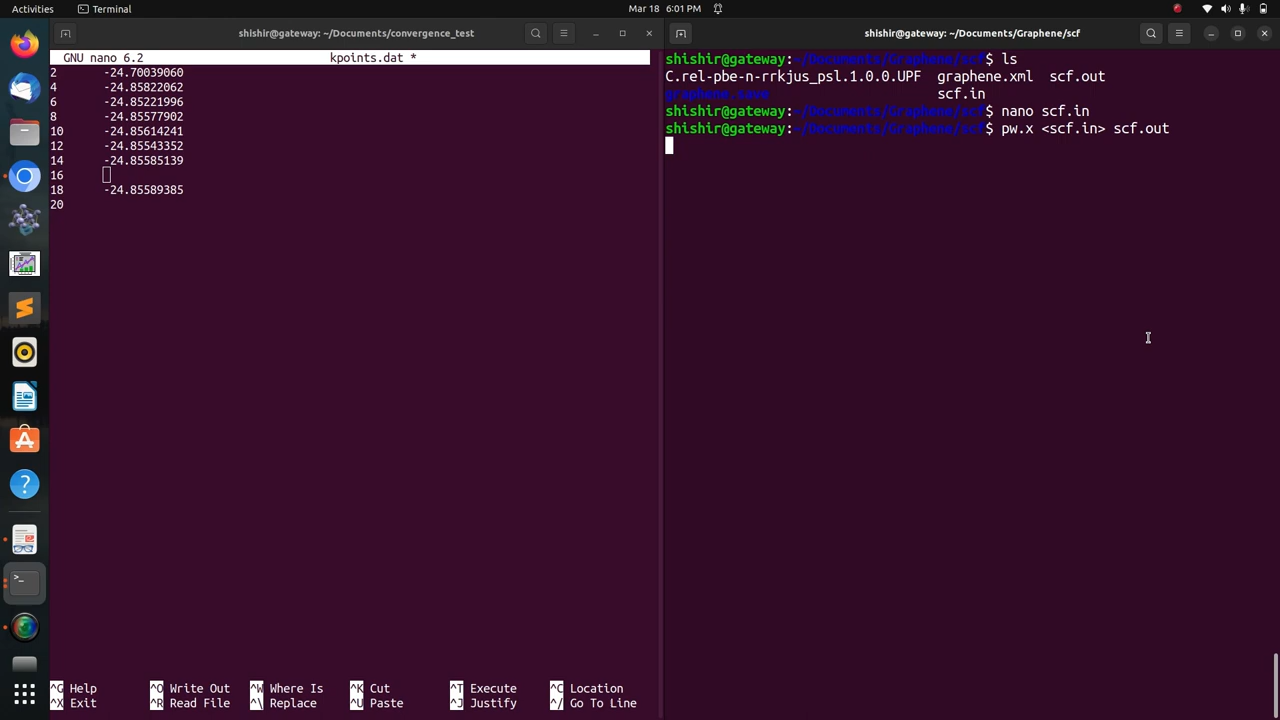 Activities Terminal Mar 18 6:01 PM
shishir@gateway: ~/Documents/convergence_test
GNU nano 6.2 kpoints.dat *
2 -24.70039060
4 -24.85822062
6 -24.85221996
8 -24.85577902
10 -24.85614241
12 -24.85543352
14 -24.85585139
16
18 -24.85589385
20
^G Help ^O Write Out ^W Where Is ^K Cut ^T Execute ^C Location
^X Exit ^R Read File ^\ Replace ^U Paste ^J Justify ^/ Go To Line
shishir@gateway: ~/Documents/Graphene/scf
shishir@gateway:~/Documents/Graphene/scf$ ls
C.rel-pbe-n-rrkjus_psl.1.0.0.UPF graphene.xml scf.out
graphene.save scf.in
shishir@gateway:~/Documents/Graphene/scf$ nano scf.in
shishir@gateway:~/Documents/Graphene/scf$ pw.x <scf.in> scf.out